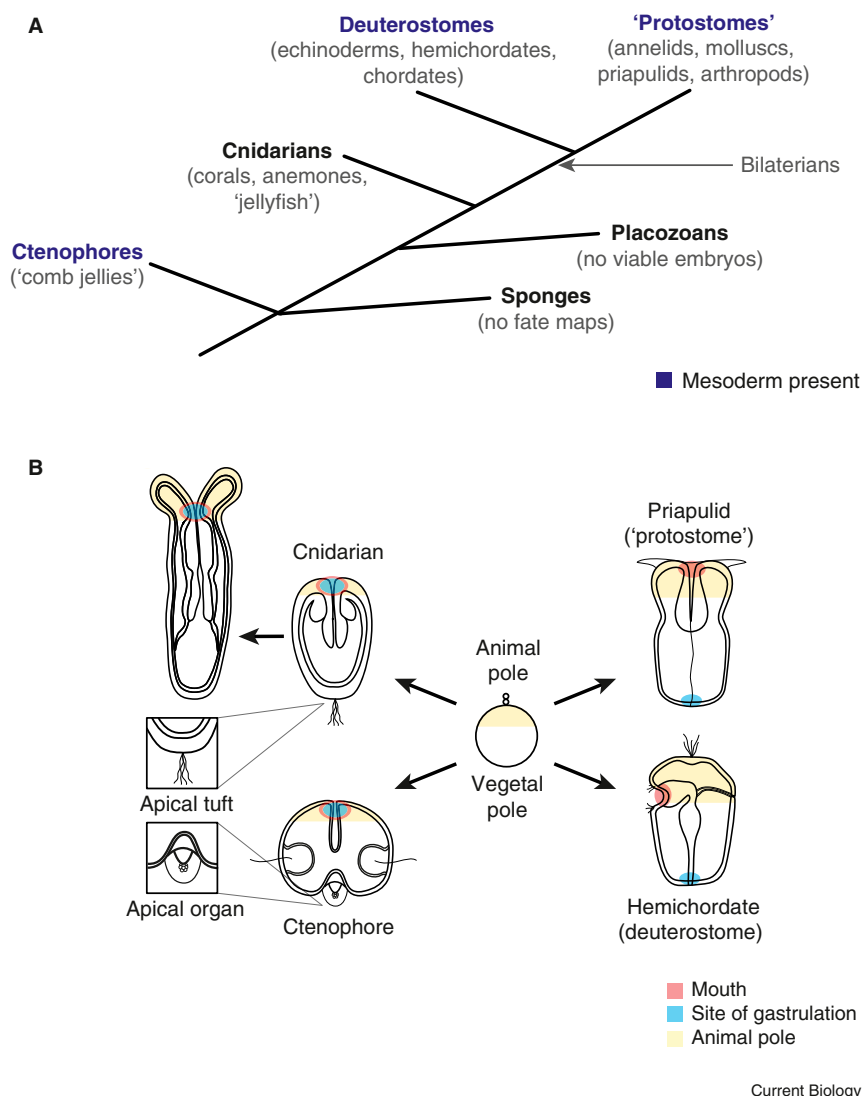 A
Deuterostomes
(echinoderms, hemichordates,
chordates)
'Protostomes'
(annelids, molluscs,
priapulids, arthropods)
Cnidarians
(corals, anemones,
'jellyfish')
Bilaterians
Ctenophores
('comb jellies')
Placozoans
(no viable embryos)
Sponges
(no fate maps)
Mesoderm present
B
Cnidarian
Priapulid
('protostome')
Animal
pole
Vegetal
pole
Apical tuft
Apical organ
Ctenophore
Hemichordate
(deuterostome)
Mouth
Site of gastrulation
Animal pole
Current Biology